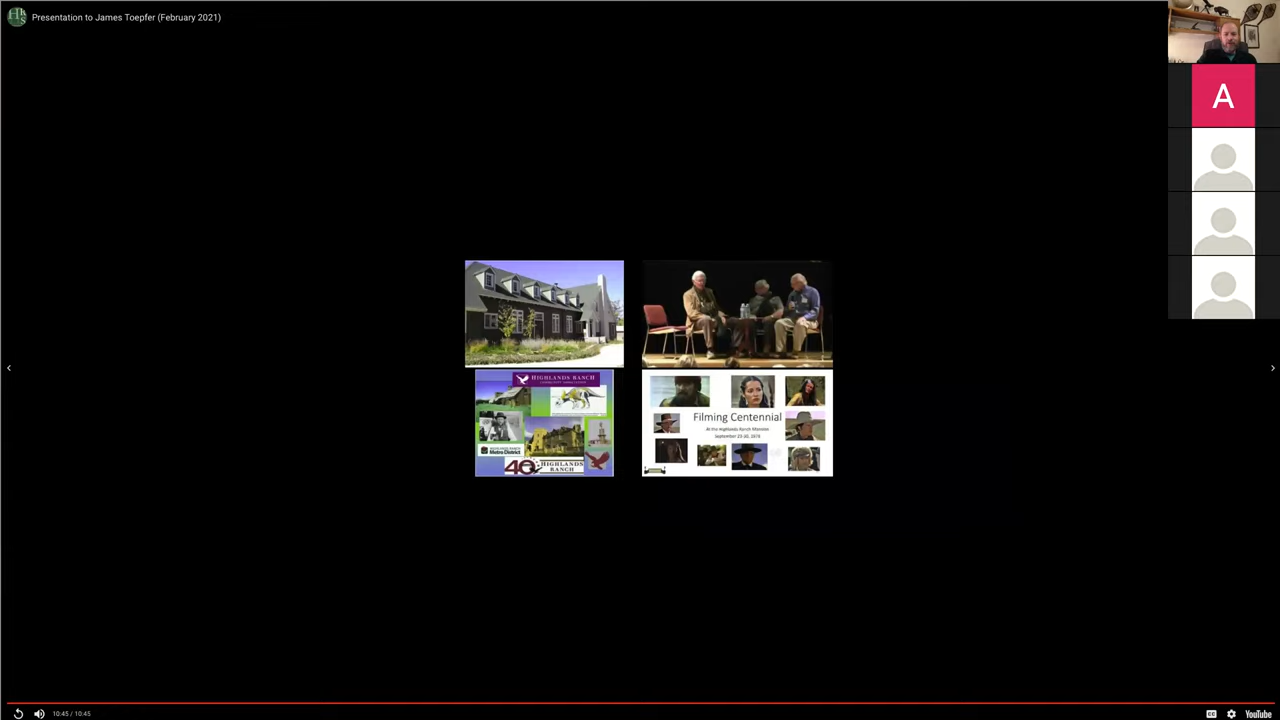 Presentation to James Toepfer (February 2021)
A
HIGHLANDS RANCH
Metro District
40 HIGHLANDS
RANCH
Filming Centennial
At the Highlands Ranch Mansion
10:45 / 10:45
CC
YouTube